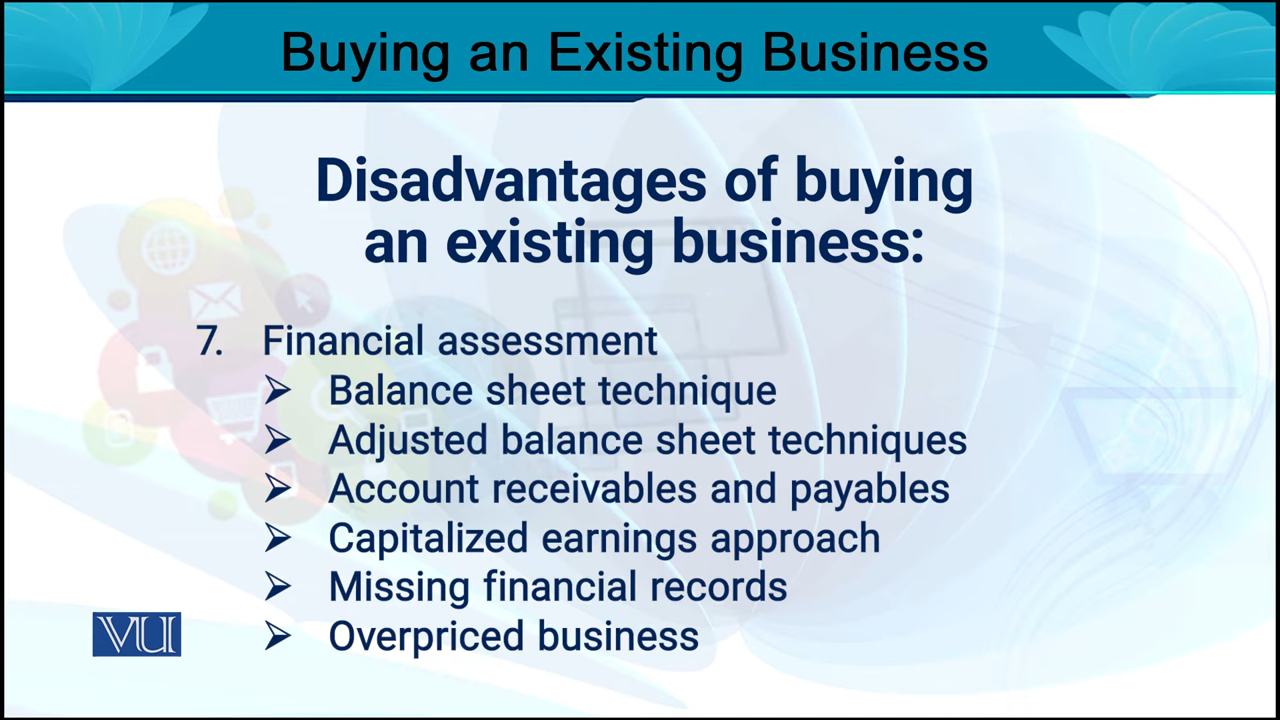 Buying an Existing Business
Disadvantages of buying
an existing business:
7. Financial assessment
➢ Balance sheet technique
➢ Adjusted balance sheet techniques
➢ Account receivables and payables
➢ Capitalized earnings approach
➢ Missing financial records
➢ Overpriced business
VU